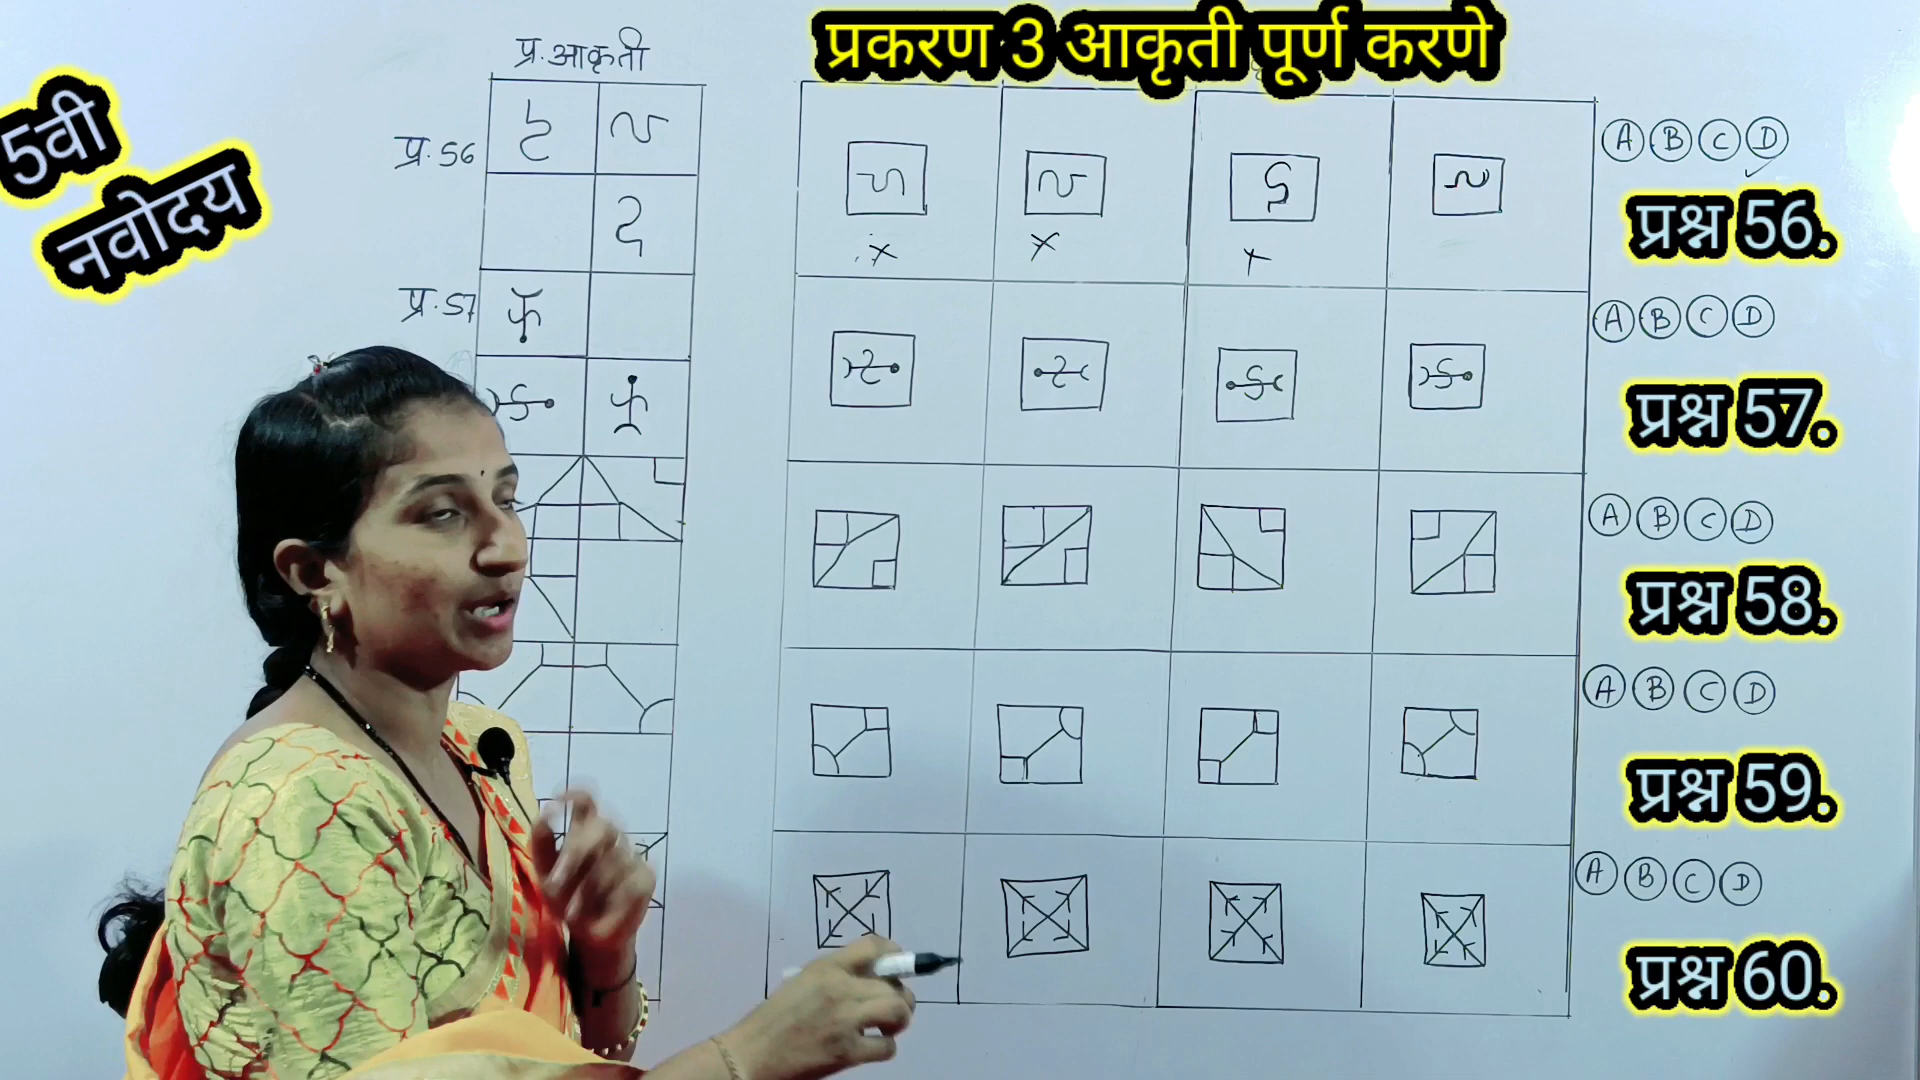 प्रकरण 3 आकृती पूर्ण करणे
5वी
नवोदय
प्र. आकृती
प्र. 56
A B C D
प्रश्न 56.
प्र. 57
A B C D
प्रश्न 57.
A B C D
प्रश्न 58.
A B C D
प्रश्न 59.
A B C D
प्रश्न 60.